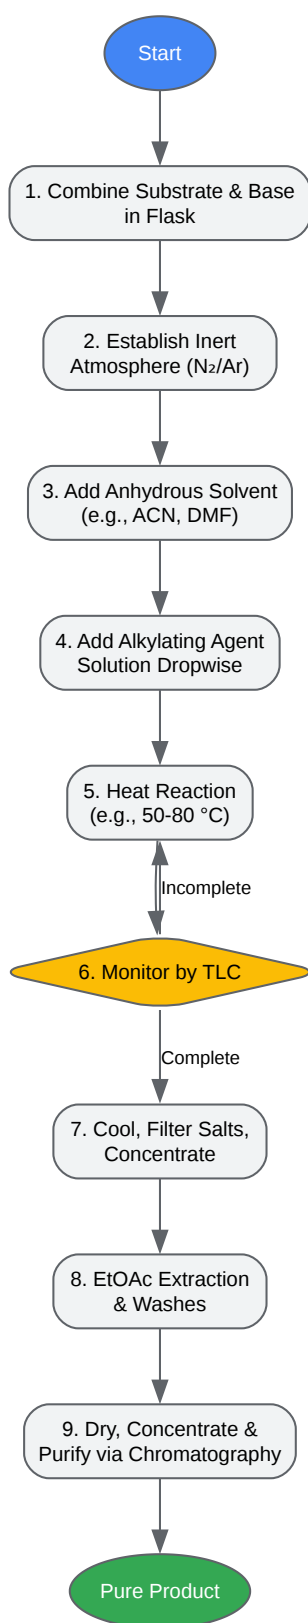 Start
1. Combine Substrate & Base
in Flask
2. Establish Inert
Atmosphere (N₂/Ar)
3. Add Anhydrous Solvent
(e.g., ACN, DMF)
4. Add Alkylating Agent
Solution Dropwise
5. Heat Reaction
(e.g., 50-80 °C)
Incomplete
6. Monitor by TLC
Complete
7. Cool, Filter Salts,
Concentrate
8. EtOAc Extraction
& Washes
9. Dry, Concentrate &
Purify via Chromatography
Pure Product